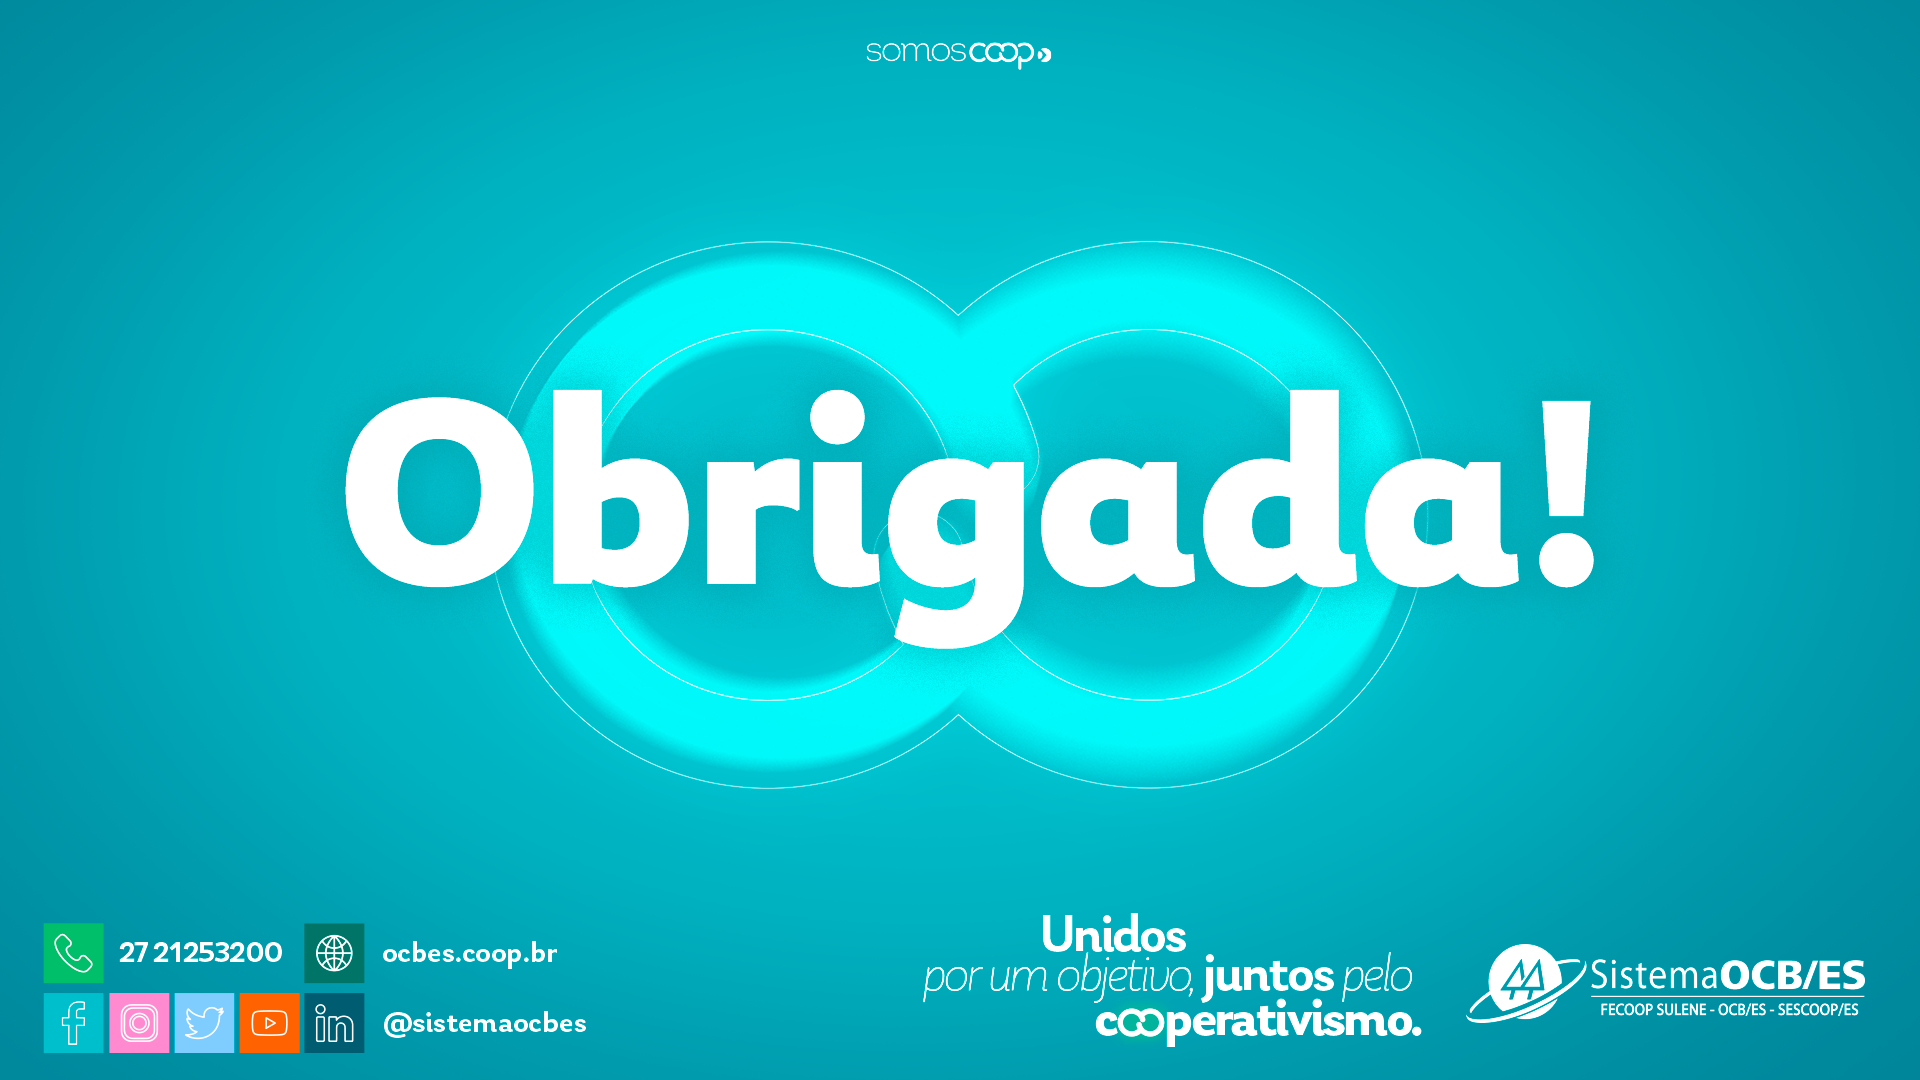 somoscoop
Obrigada!
27 21253200
ocbes.coop.br
@sistemaocbes
Unidos
por um objetivo, juntos pelo
cooperativismo.
SistemaOCB/ES
FECOOP SULENE - OCB/ES - SESCOOP/ES